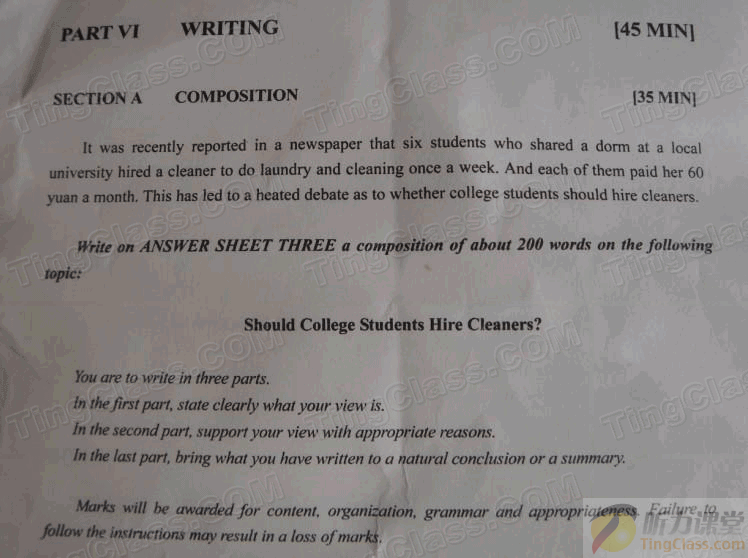 PART VI WRITING [45 MIN]
SECTION A COMPOSITION [35 MIN]
It was recently reported in a newspaper that six students who shared a dorm at a local
university hired a cleaner to do laundry and cleaning once a week. And each of them paid her 60
yuan a month. This has led to a heated debate as to whether college students should hire cleaners.
Write on ANSWER SHEET THREE a composition of about 200 words on the following
topic:
Should College Students Hire Cleaners?
You are to write in three parts.
In the first part, state clearly what your view is.
In the second part, support your view with appropriate reasons.
In the last part, bring what you have written to a natural conclusion or a summary.
Marks will be awarded for content, organization, grammar and appropriateness. Failure to
follow the instructions may result in a loss of marks.
听力课堂
TingClass.com